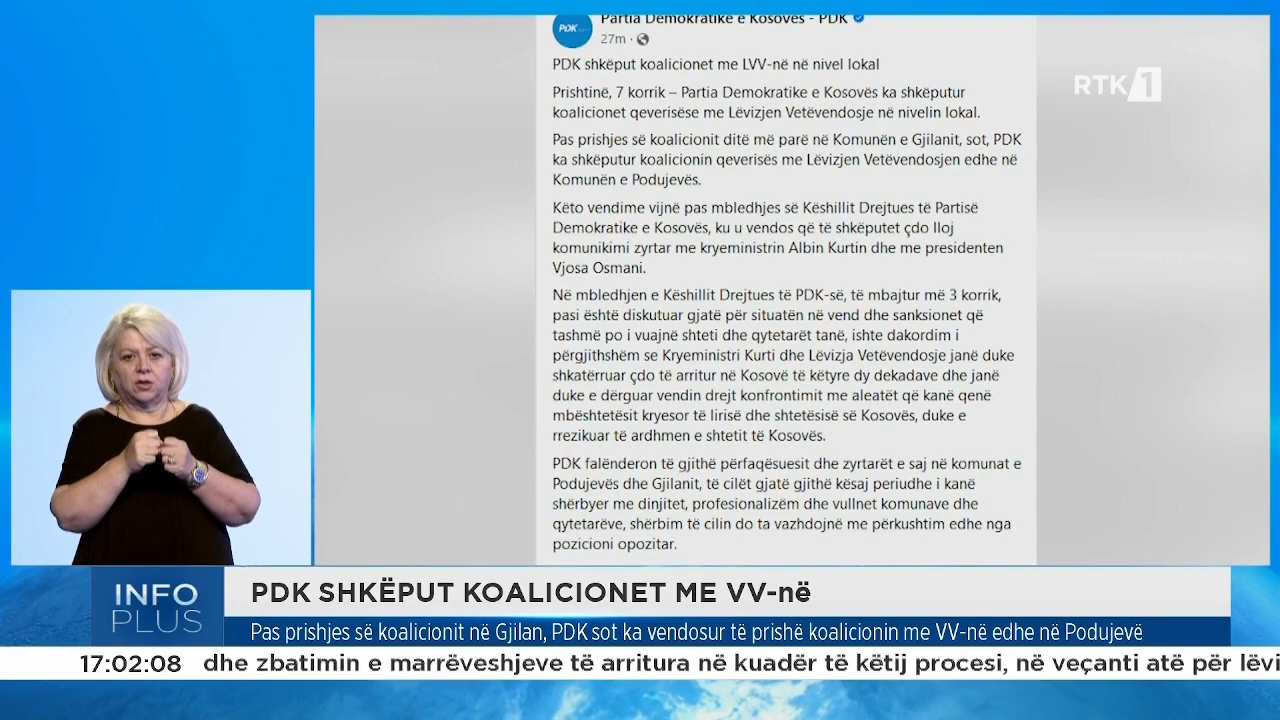 Partia Demokratike e Kosovës - PDK
PDK
27m ·
PDK shkëput koalicionet me LVV-në në nivel lokal
RTK 1
Prishtinë, 7 korrik – Partia Demokratike e Kosovës ka shkëputur
koalicionet qeverisëse me Lëvizjen Vetëvendosje në nivelin lokal.
Pas prishjes së koalicionit ditë më parë në Komunën e Gjilanit, sot, PDK
ka shkëputur koalicionin qeverisës me Lëvizjen Vetëvendosjen edhe në
Komunën e Podujevës.
Këto vendime vijnë pas mbledhjes së Këshillit Drejtues të Partisë
Demokratike e Kosovës, ku u vendos që të shkëputet çdo lloj
komunikimi zyrtar me kryeministrin Albin Kurtin dhe me presidenten
Vjosa Osmani.
Në mbledhjen e Këshillit Drejtues të PDK-së, të mbajtur më 3 korrik,
pasi është diskutuar gjatë për situatën në vend dhe sanksionet që
tashmë po i vuajnë shteti dhe qytetarët tanë, ishte dakordim i
përgjithshëm se Kryeministri Kurti dhe Lëvizja Vetëvendosje janë duke
shkatërruar çdo të arritur në Kosovë të këtyre dy dekadave dhe janë
duke e dërguar vendin drejt konfrontimit me aleatët që kanë qenë
mbështetësit kryesor të lirisë dhe shtetësisë së Kosovës, duke e
rrezikuar të ardhmen e shtetit të Kosovës.
PDK falënderon të gjithë përfaqësuesit dhe zyrtarët e saj në komunat e
Podujevës dhe Gjilanit, të cilët gjatë gjithë kësaj periudhe i kanë
shërbyer me dinjitet, profesionalizëm dhe vullnet komunave dhe
qytetarëve, shërbim të cilin do ta vazhdojnë me përkushtim edhe nga
pozicioni opozitar.
INFO
PLUS
PDK SHKËPUT KOALICIONET ME VV-në
Pas prishjes së koalicionit në Gjilan, PDK sot ka vendosur të prishë koalicionin me VV-në edhe në Podujevë
17:02:08 dhe zbatimin e marrëveshjeve të arritura në kuadër të këtij procesi, në veçanti atë për lëvi